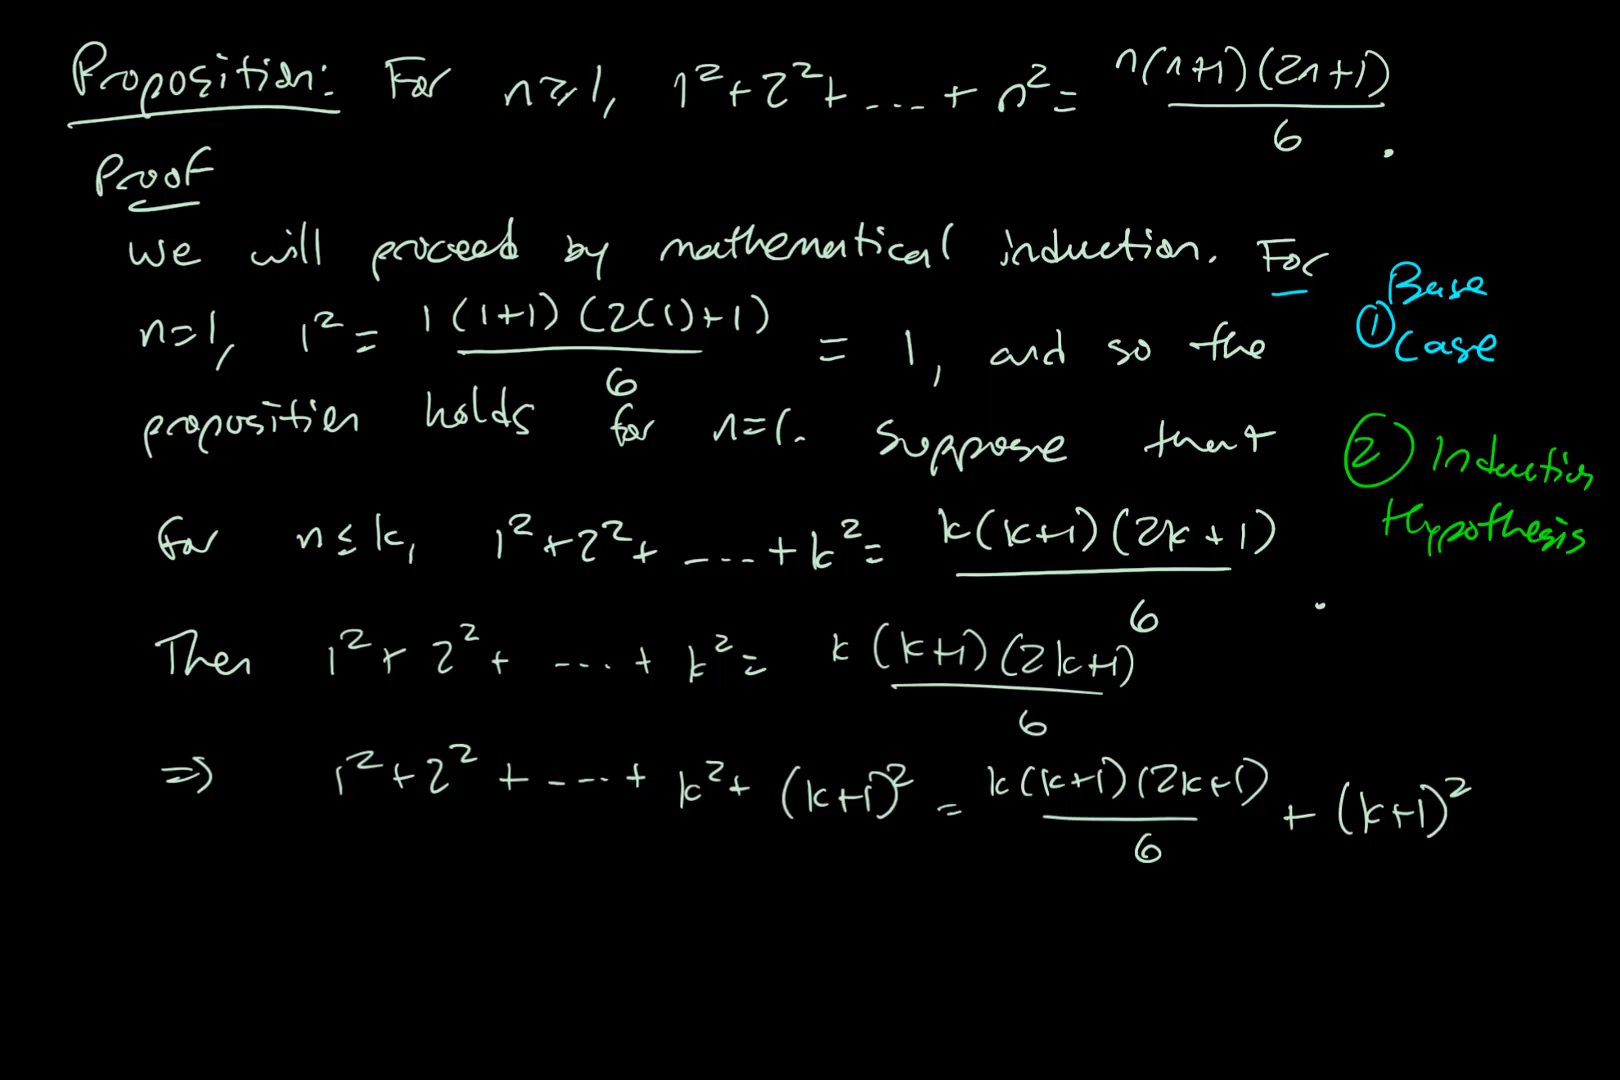 Proposition: For n ≥ 1, 1² + 2² + ... + n² = n(n+1)(2n+1)/6 .
Proof
We will proceed by mathematical induction. For
n=1, 1² = 1(1+1)(2(1)+1)/6 = 1, and so the
proposition holds for n=1. Suppose that
for n ≤ k, 1² + 2² + ... + k² = k(k+1)(2k+1)/6 .
Then 1² + 2² + ... + k² = k(k+1)(2k+1)/6
⇒ 1² + 2² + ... + k² + (k+1)² = k(k+1)(2k+1)/6 + (k+1)²
Base
① Case
② Induction
Hypothesis